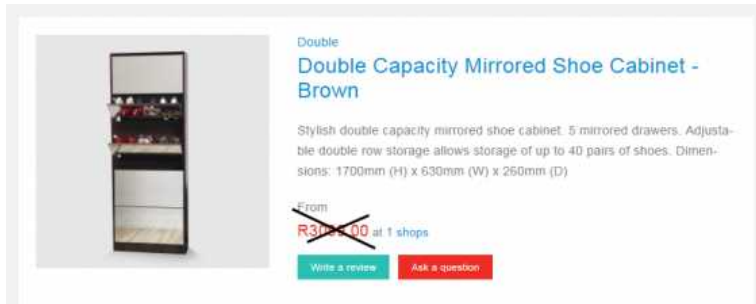 Double
Double Capacity Mirrored Shoe Cabinet -
Brown
Stylish double capacity mirrored shoe cabinet. 5 mirrored drawers. Adjusta-
ble double row storage allows storage of up to 40 pairs of shoes. Dimen-
sions: 1700mm (H) x 630mm (W) x 260mm (D)
From
at 1 shops
Write a review
Ask a question